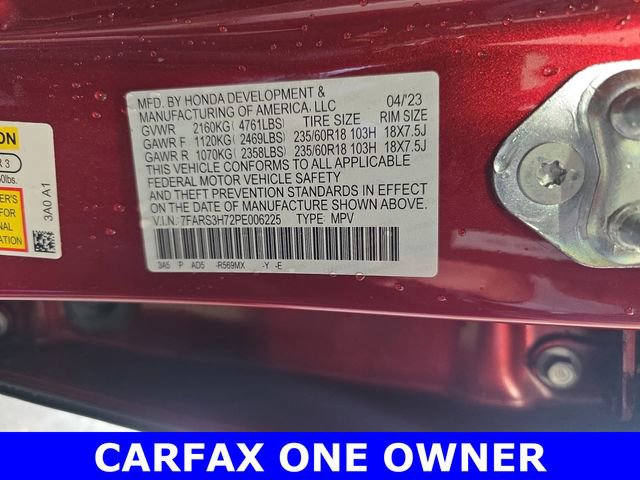 MFD. BY HONDA DEVELOPMENT &
MANUFACTURING OF AMERICA, LLC 04/'23
GVWR 2160KG( 4761LBS) TIRE SIZE RIM SIZE
GAWR F 1120KG( 2469LBS) 235/60R18 103H 18X7.5J
GAWR R 1070KG( 2358LBS) 235/60R18 103H 18X7.5J
THIS VEHICLE CONFORMS TO ALL APPLICABLE
FEDERAL MOTOR VEHICLE SAFETY
AND THEFT PREVENTION STANDARDS IN EFFECT
ON THE DATE OF MANUFACTURE SHOWN ABOVE.
V.I.N. 7FARS3H72PE006225 TYPE MPV
3A5 P AD5 -R569MX -Y -E
3A0 A1
CARFAX ONE OWNER